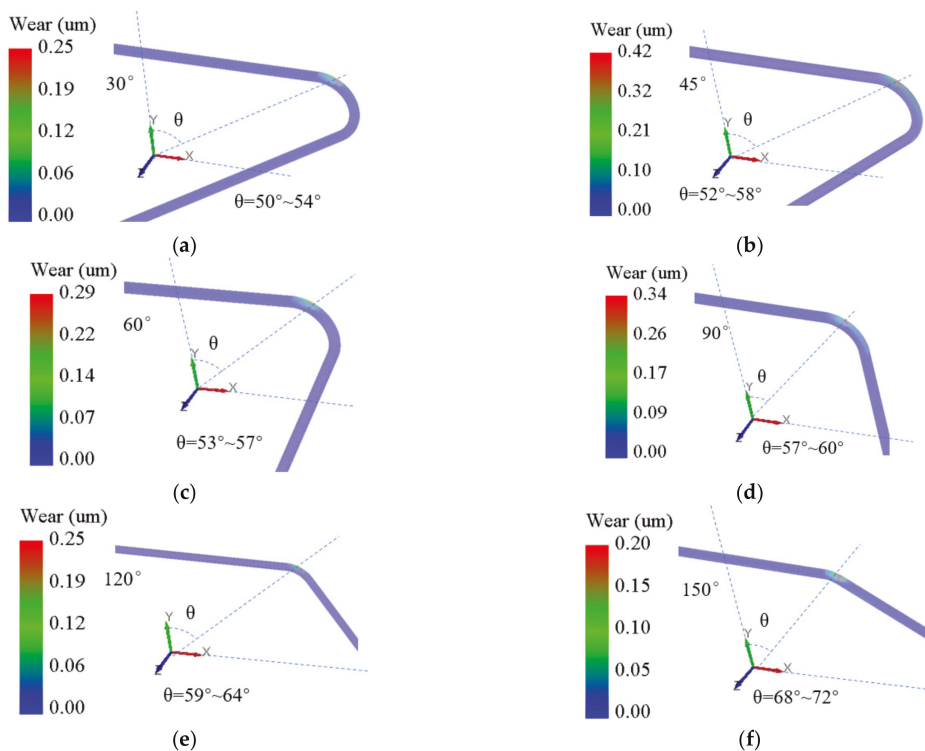 Wear (um)
0.25
0.19
0.12
0.06
0.00
30°
θ
Y
X
Z
θ=50°~54°
(a)
Wear (um)
0.42
0.32
0.21
0.10
0.00
45°
θ
Y
X
Z
θ=52°~58°
(b)
Wear (um)
0.29
0.22
0.14
0.07
0.00
60°
θ
Y
X
Z
θ=53°~57°
(c)
Wear (um)
0.34
0.26
0.17
0.09
0.00
90°
θ
Y
X
Z
θ=57°~60°
(d)
Wear (um)
0.25
0.19
0.12
0.06
0.00
120°
θ
Y
X
Z
θ=59°~64°
(e)
Wear (um)
0.20
0.15
0.10
0.05
0.00
150°
θ
Y
X
Z
θ=68°~72°
(f)